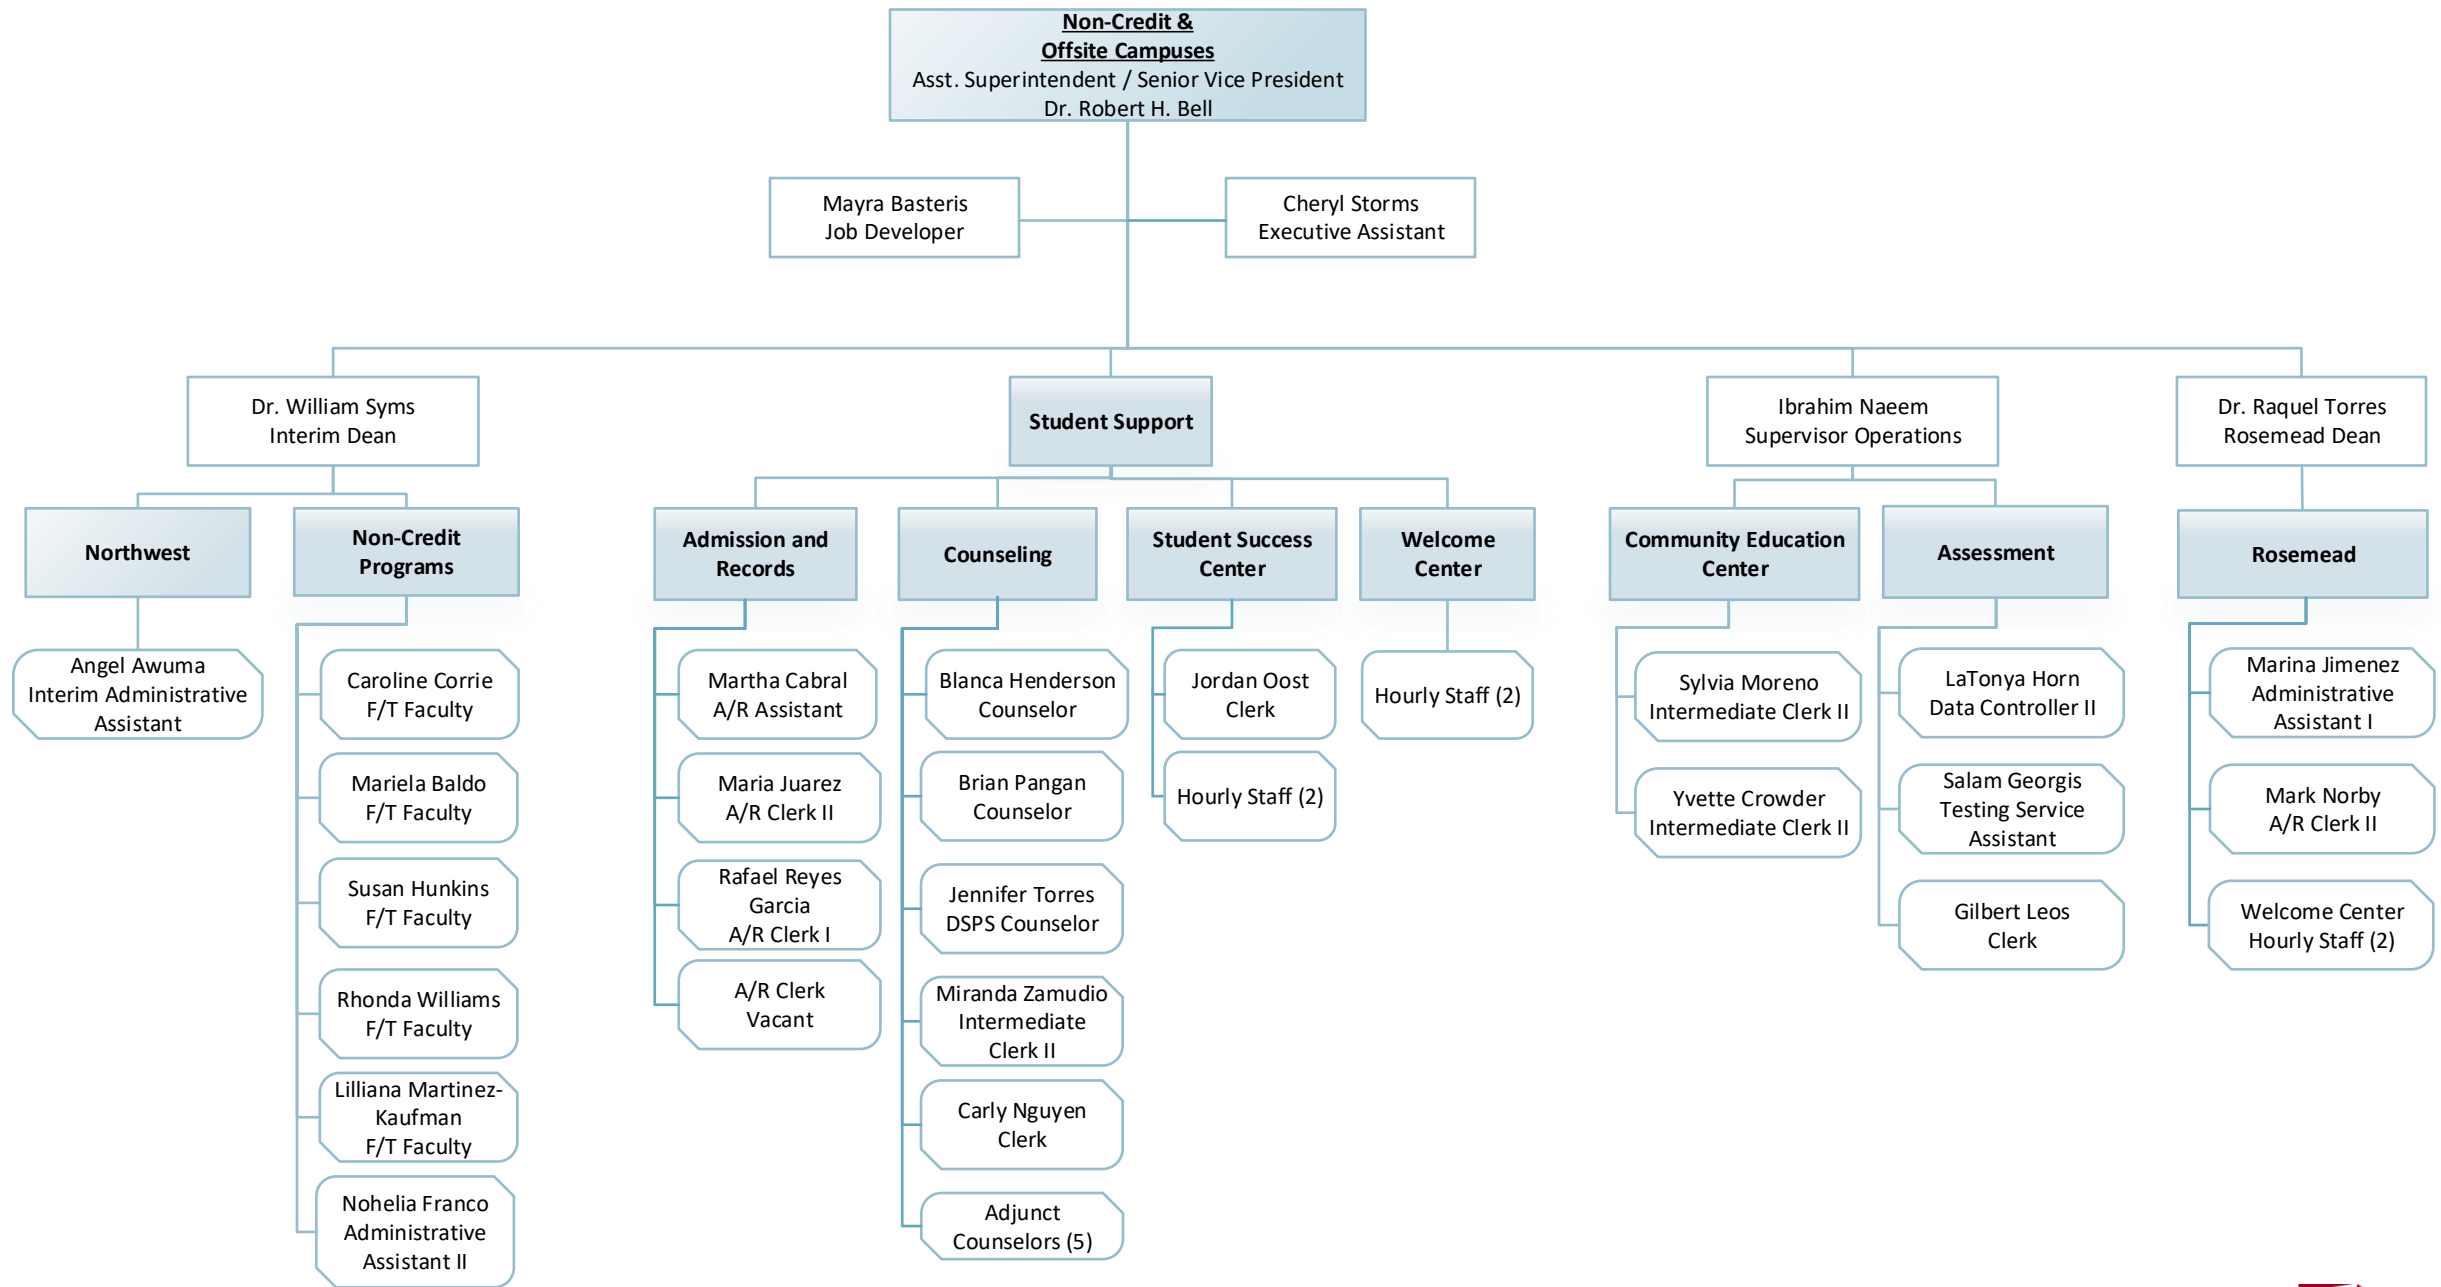 Non-Credit &
Offsite Campuses
Asst. Superintendent / Senior Vice President
Dr. Robert H. Bell
Mayra Basteris
Job Developer
Cheryl Storms
Executive Assistant
Dr. William Syms
Interim Dean
Student Support
Ibrahim Naeem
Supervisor Operations
Dr. Raquel Torres
Rosemead Dean
Northwest
Non-Credit
Programs
Admission and
Records
Counseling
Student Success
Center
Welcome
Center
Community Education
Center
Assessment
Rosemead
Angel Awuma
Interim Administrative
Assistant
Caroline Corrie
F/T Faculty
Mariela Baldo
F/T Faculty
Susan Hunkins
F/T Faculty
Rhonda Williams
F/T Faculty
Lilliana Martinez-
Kaufman
F/T Faculty
Nohelia Franco
Administrative
Assistant II
Martha Cabral
A/R Assistant
Maria Juarez
A/R Clerk II
Rafael Reyes
Garcia
A/R Clerk I
A/R Clerk
Vacant
Blanca Henderson
Counselor
Brian Pangan
Counselor
Jennifer Torres
DSPS Counselor
Miranda Zamudio
Intermediate
Clerk II
Carly Nguyen
Clerk
Adjunct
Counselors (5)
Jordan Oost
Clerk
Hourly Staff (2)
Hourly Staff (2)
Sylvia Moreno
Intermediate Clerk II
Yvette Crowder
Intermediate Clerk II
LaTonya Horn
Data Controller II
Salam Georgis
Testing Service
Assistant
Gilbert Leos
Clerk
Marina Jimenez
Administrative
Assistant I
Mark Norby
A/R Clerk II
Welcome Center
Hourly Staff (2)